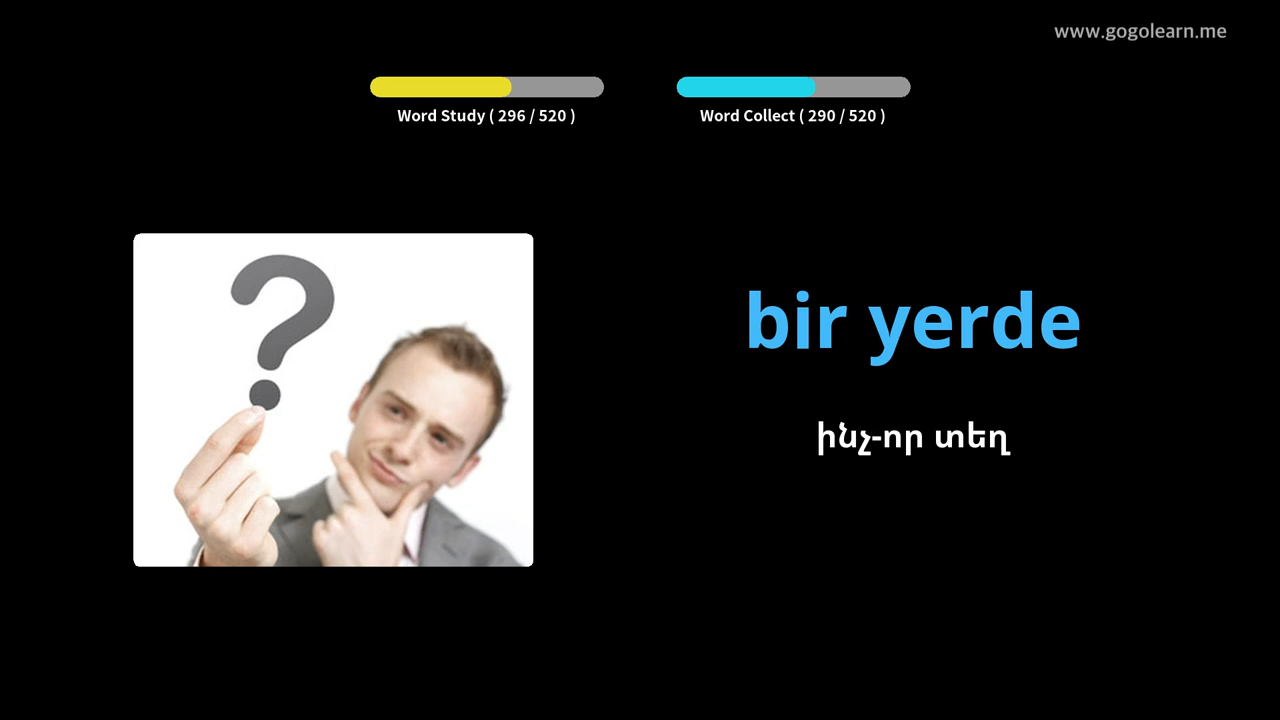 www.gogolearn.me
Word Study ( 296 / 520 )
Word Collect ( 290 / 520 )
bir yerde
ինչ-որ տեղ